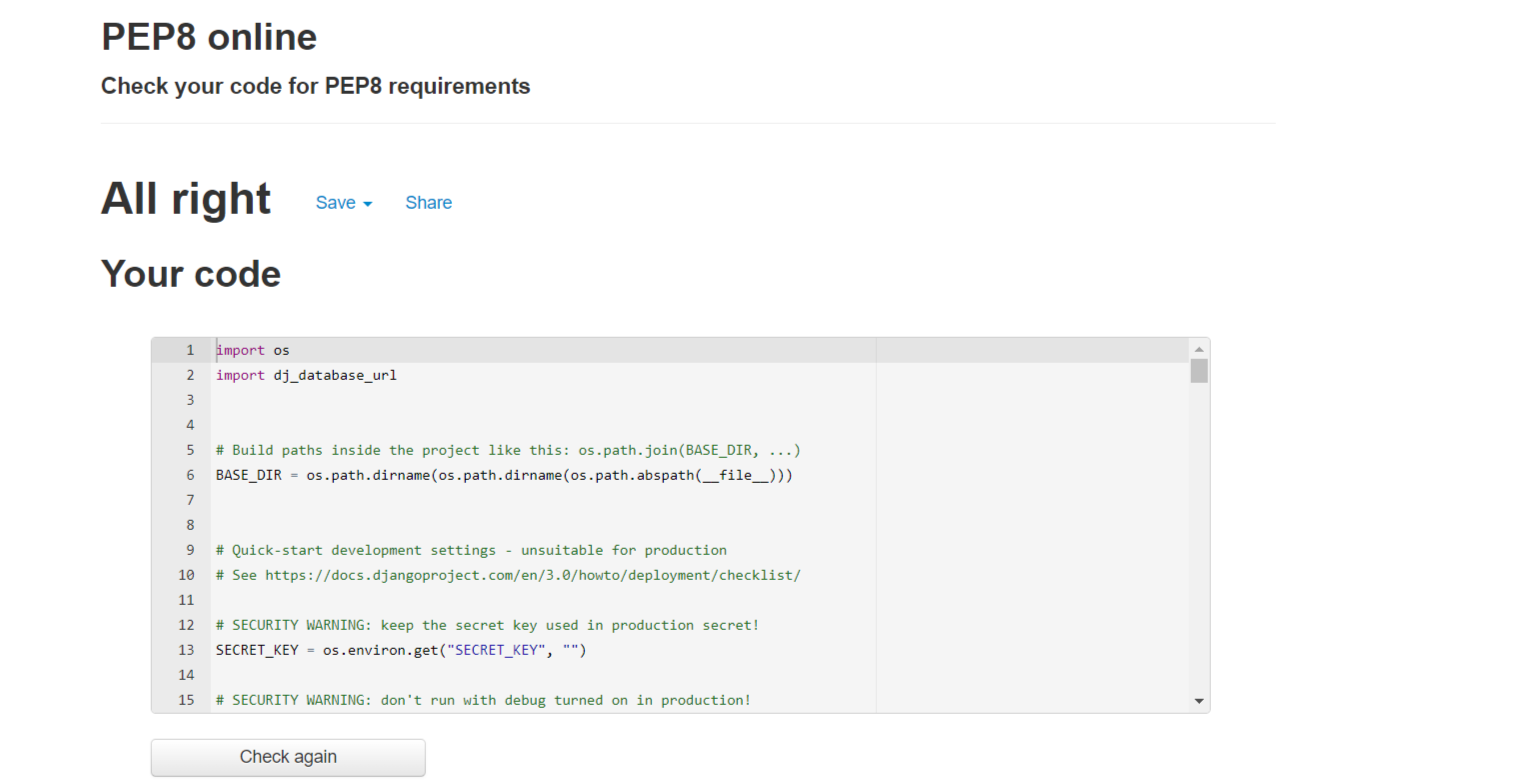 PEP8 online
Check your code for PEP8 requirements
All right Save Share
Your code
1 import os
2 import dj_database_url
3
4
5 # Build paths inside the project like this: os.path.join(BASE_DIR, ...)
6 BASE_DIR = os.path.dirname(os.path.dirname(os.path.abspath(__file__)))
7
8
9 # Quick-start development settings - unsuitable for production
10 # See https://docs.djangoproject.com/en/3.0/howto/deployment/checklist/
11
12 # SECURITY WARNING: keep the secret key used in production secret!
13 SECRET_KEY = os.environ.get("SECRET_KEY", "")
14
15 # SECURITY WARNING: don't run with debug turned on in production!
Check again